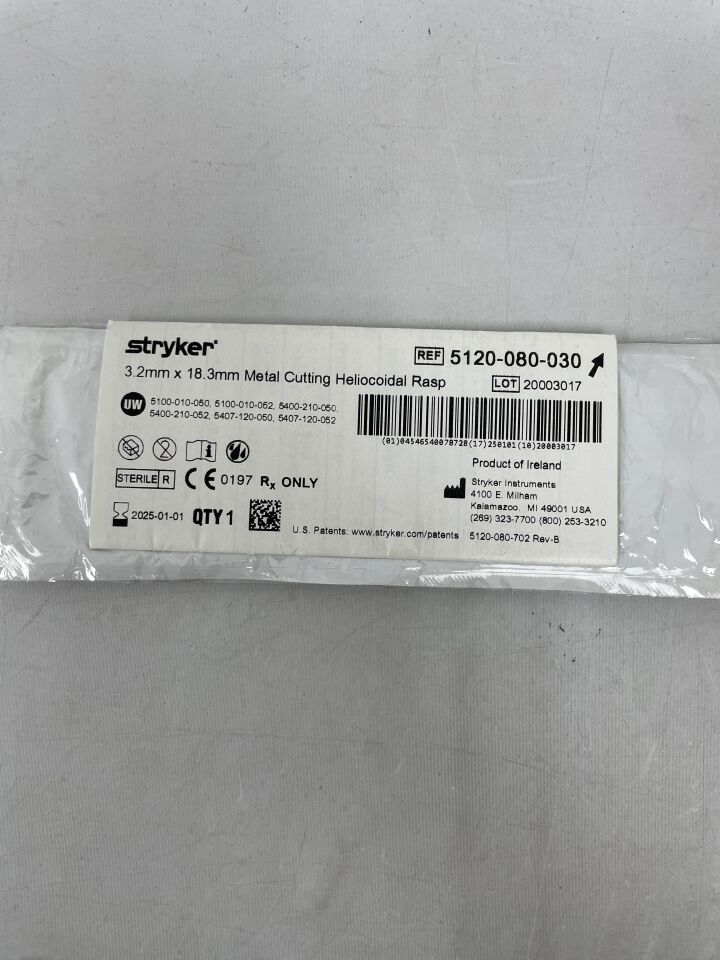 stryker®
REF 5120-080-030
3.2mm x 18.3mm Metal Cutting Heliocoidal Rasp
LOT 20003017
UW 5100-010-050, 5100-010-052, 5400-210-050,
5400-210-052, 5407-120-050, 5407-120-052
(01)04546540078728(17)250101(10)20003017
Product of Ireland
STERILE R CE 0197 Rx ONLY
Stryker Instruments
4100 E. Milham
Kalamazoo, MI 49001 USA
(269) 323-7700 (800) 253-3210
2025-01-01 QTY 1
U.S. Patents: www.stryker.com/patents
5120-080-702 Rev-B